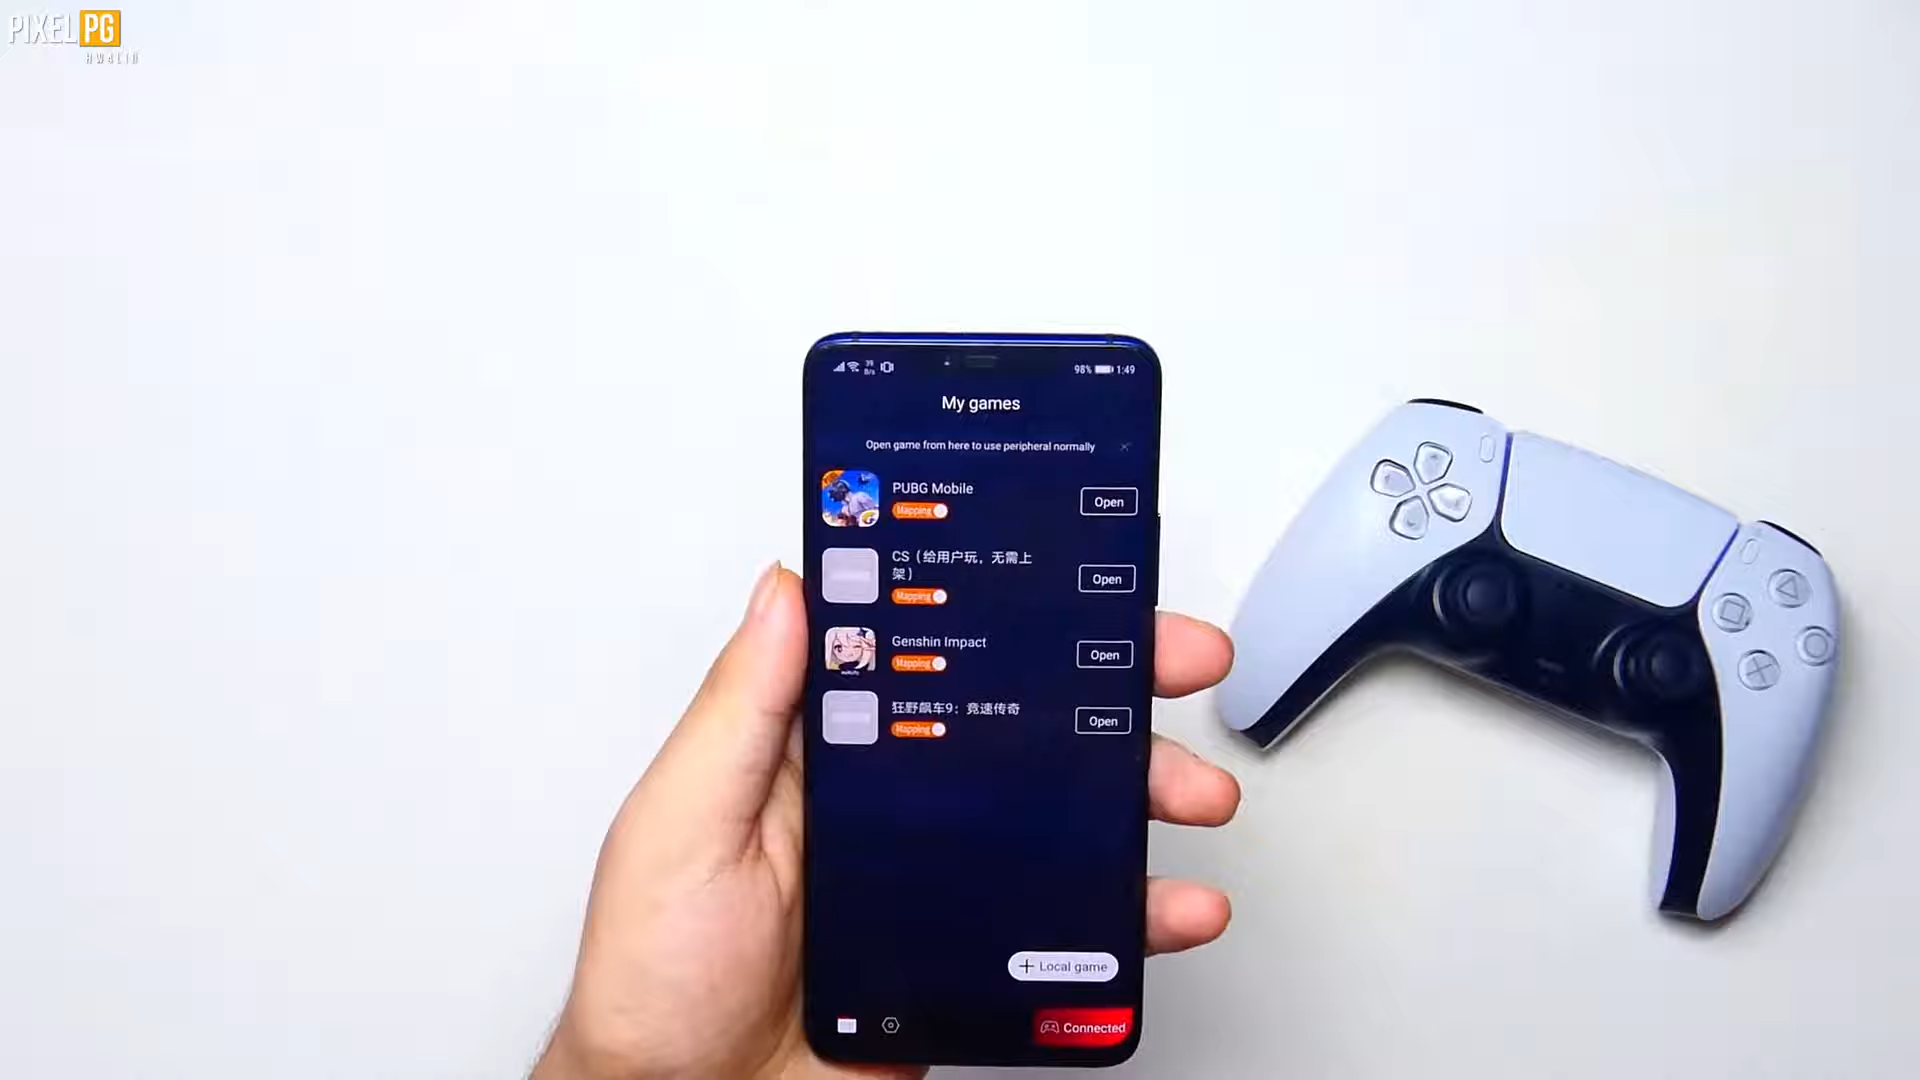 PIXEL PG
98% 1:49
My games
Open game from here to use peripheral normally
PUBG Mobile
Mapping
Open
CS（给用户玩，无需上
架）
Mapping
Open
Genshin Impact
Mapping
Open
狂野飙车9：竞速传奇
Mapping
Open
+ Local game
Connected